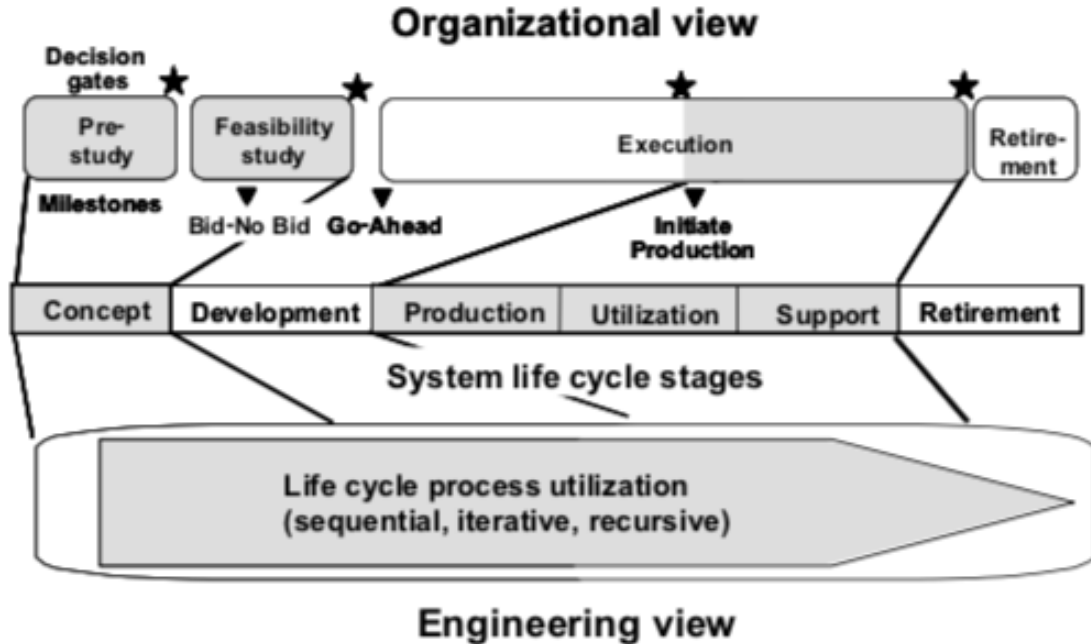 Organizational view
Decision
gates
Pre-
study
Feasibility
study
Execution
Retire-
ment
Milestones
Bid-No Bid
Go-Ahead
Initiate
Production
Concept
Development
Production
Utilization
Support
Retirement
System life cycle stages
Life cycle process utilization
(sequential, iterative, recursive)
Engineering view